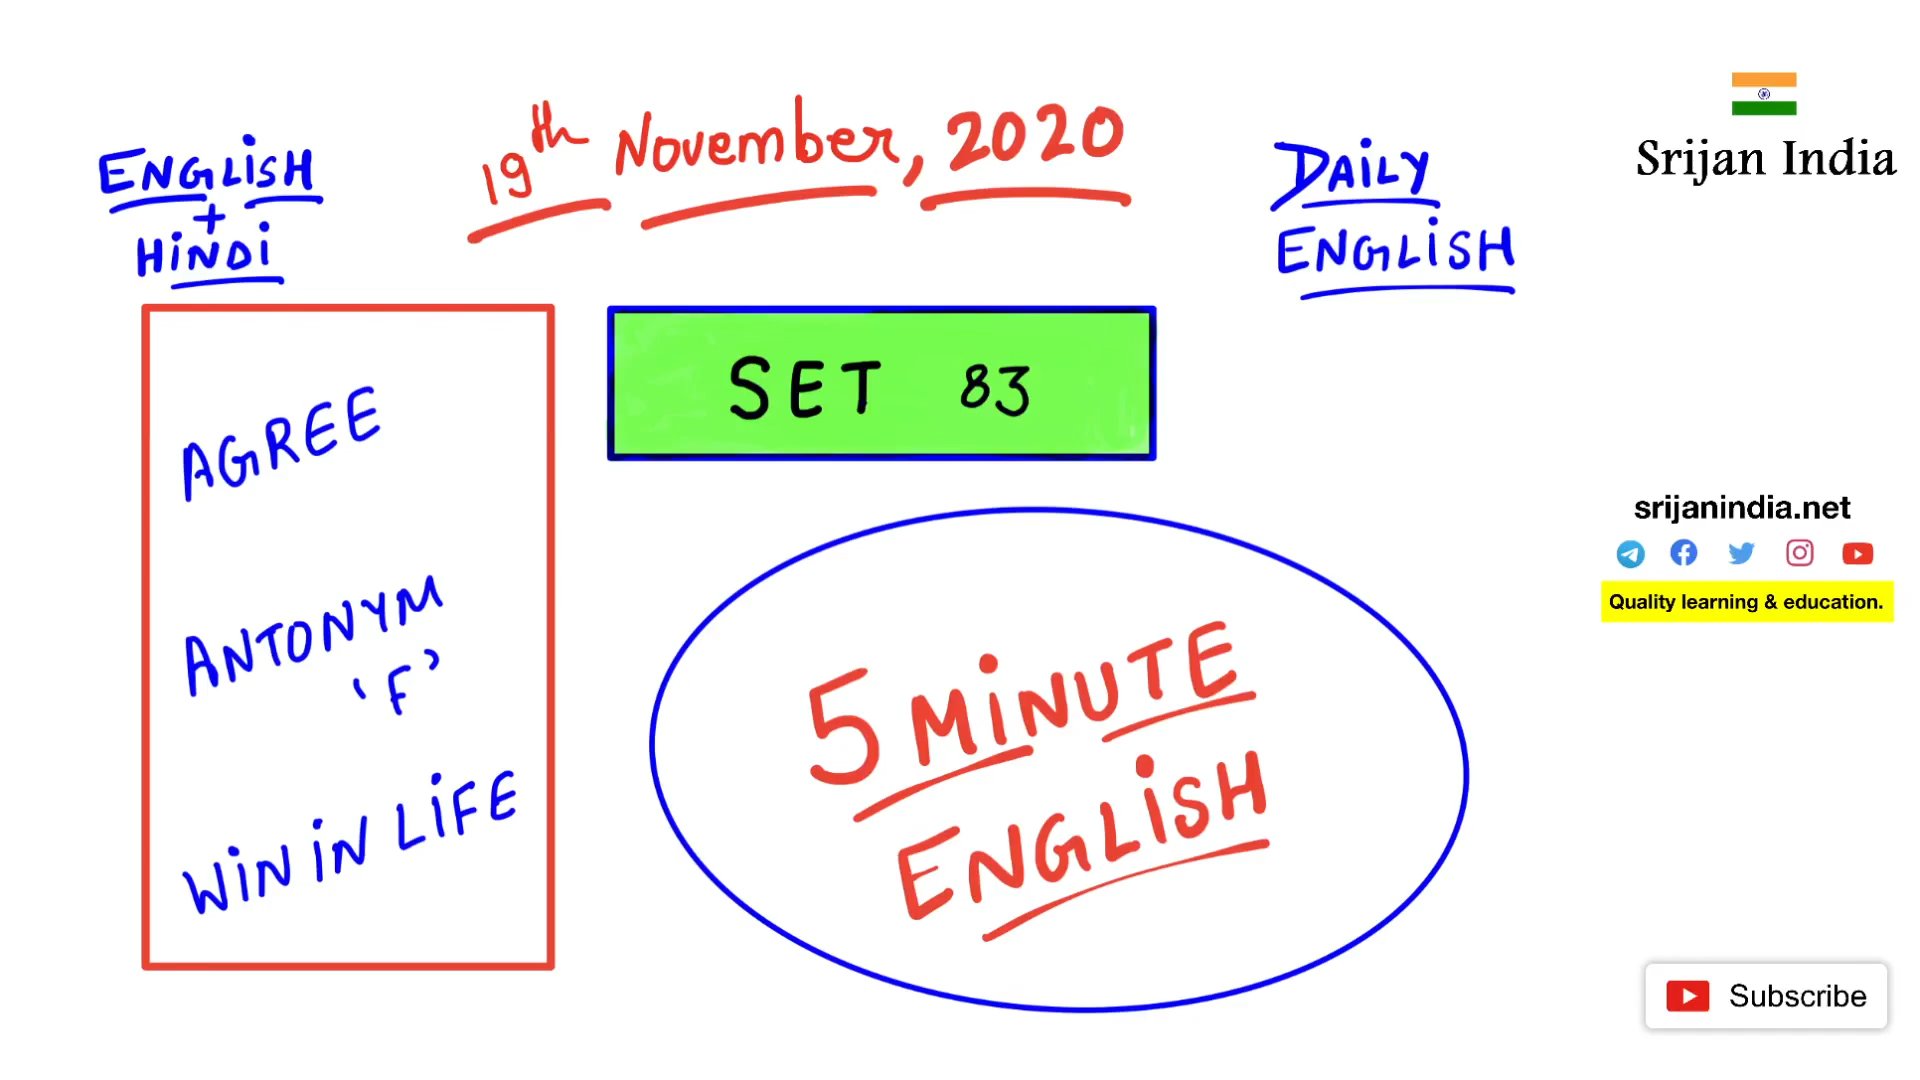 19th November, 2020
ENGLiSH
+
HiNDi
DAiLY
ENGLiSH
Srijan India
SET 83
AGREE
ANTONYM
'F'
WiN iN LiFE
5 MiNUTE
ENGLiSH
srijanindia.net
Quality learning & education.
Subscribe